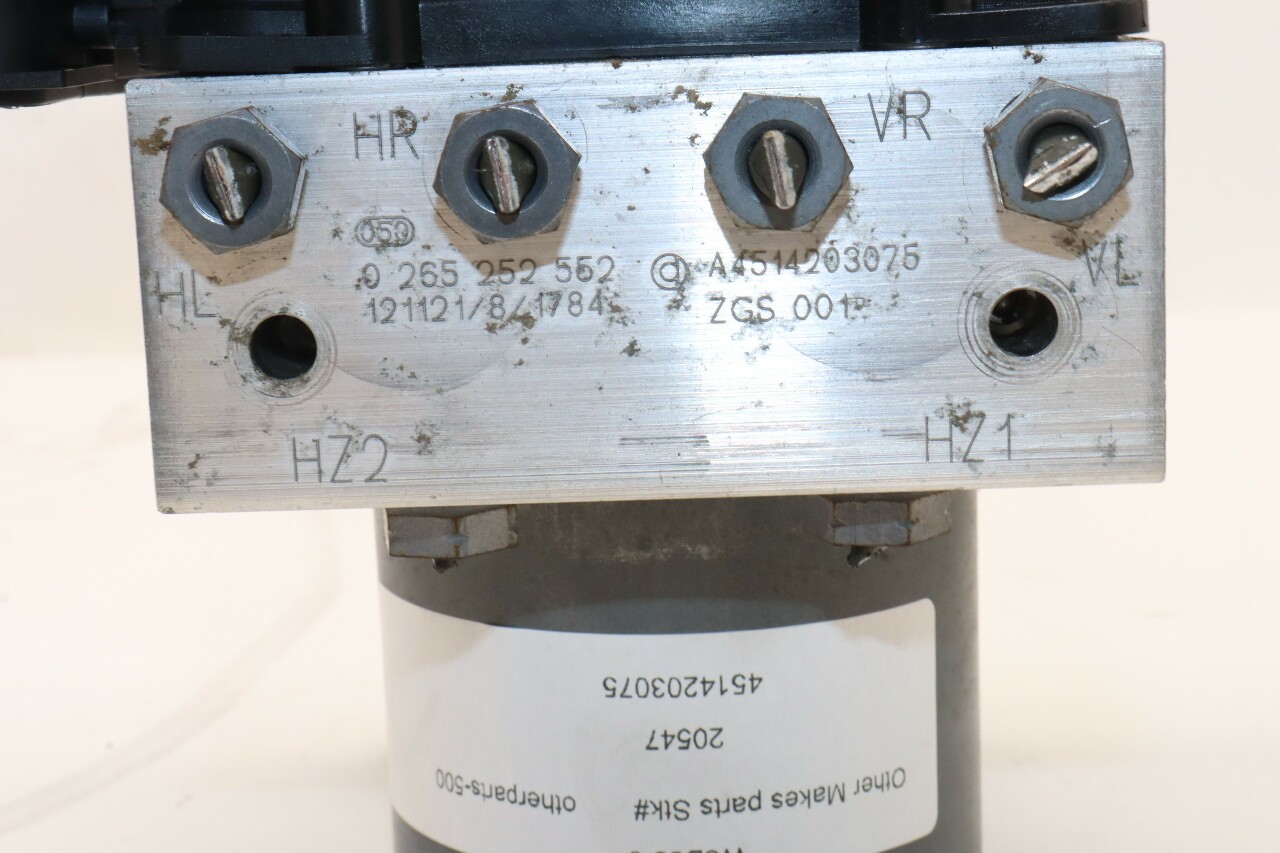 HR
VR
050
HL
0 265 252 552
A4514203075
VL
121121/8/1784
ZGS 001
HZ2
HZ1
Other Makes parts Stk#
otherparts-500
20547
4514203075